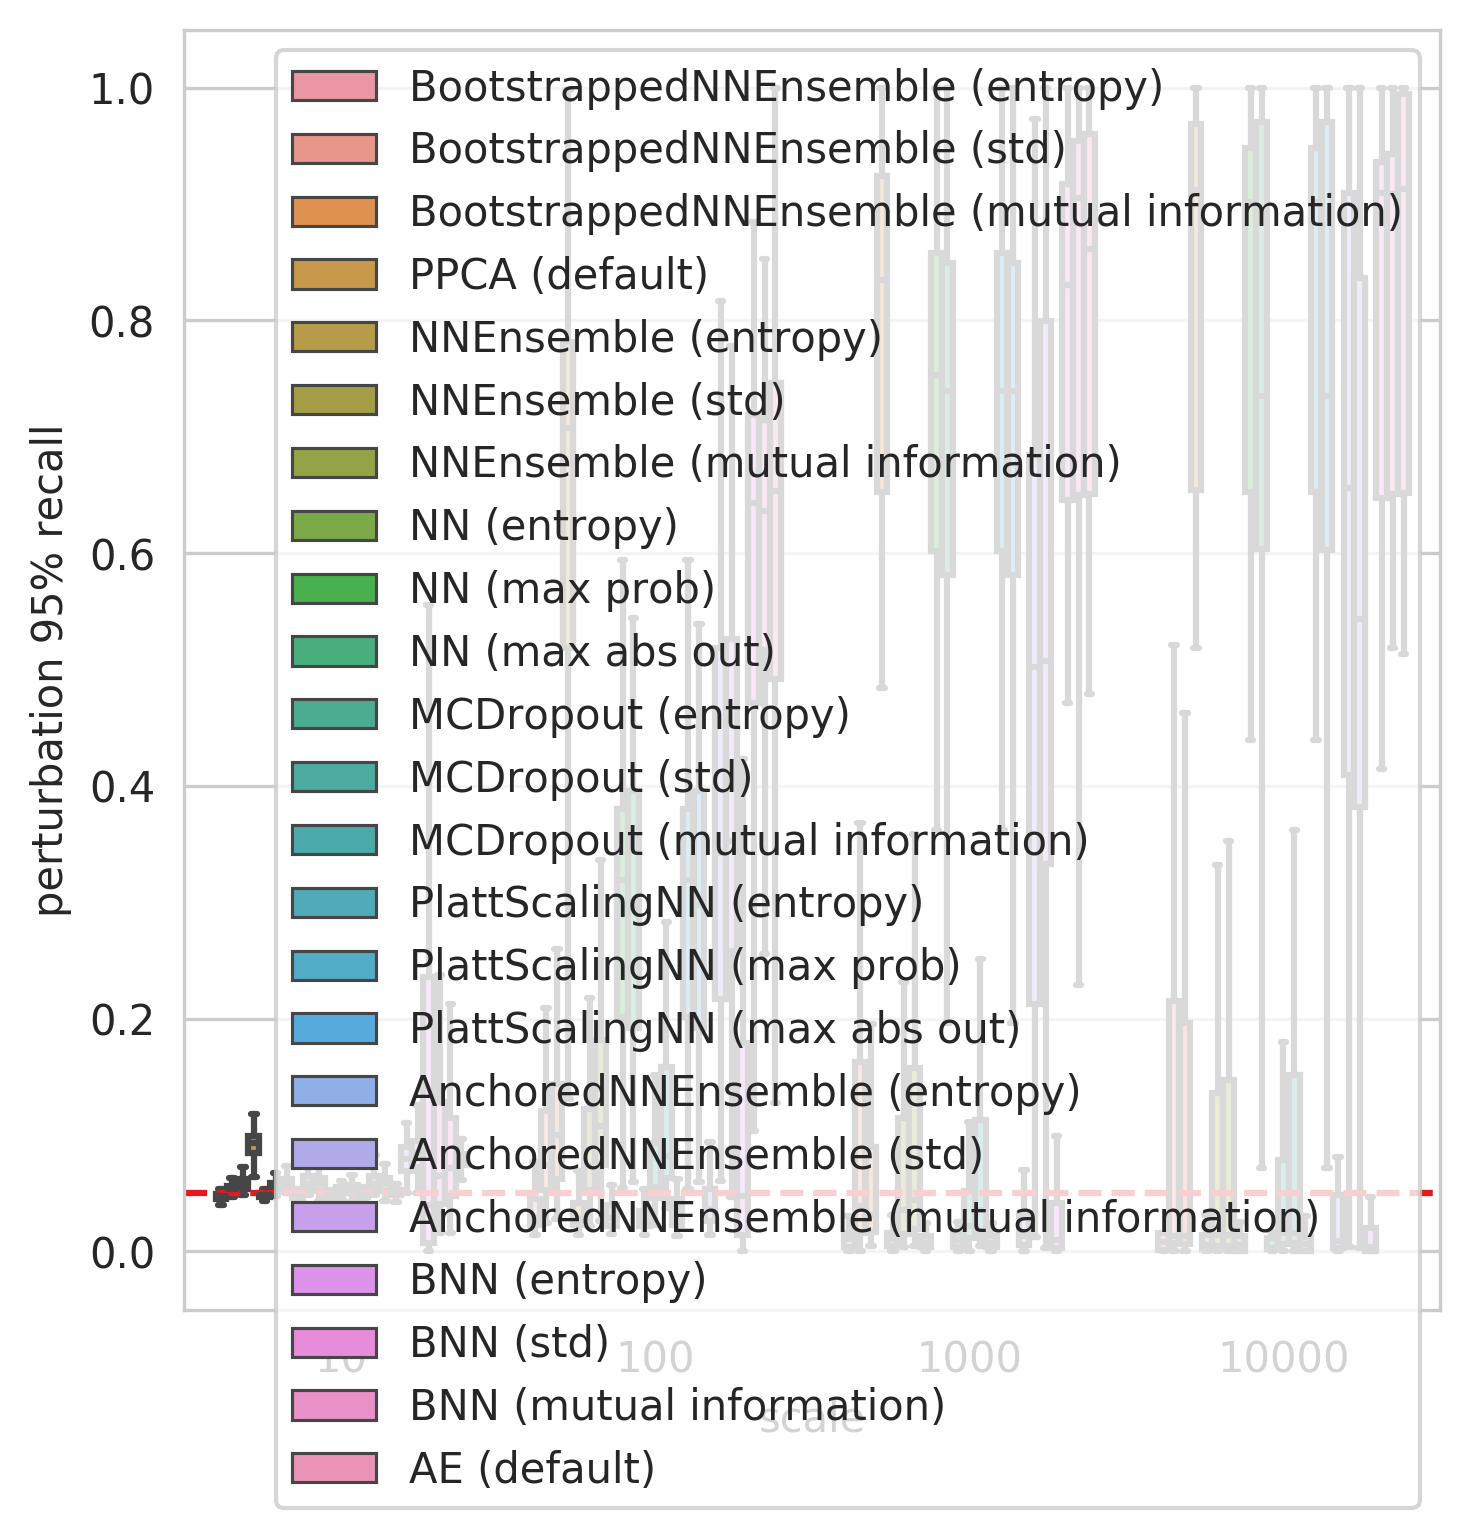 1.0
0.8
0.6
0.4
0.2
0.0
perturbation 95% recall
BootstrappedNNEnsemble (entropy)
BootstrappedNNEnsemble (std)
BootstrappedNNEnsemble (mutual information)
PPCA (default)
NNEnsemble (entropy)
NNEnsemble (std)
NNEnsemble (mutual information)
NN (entropy)
NN (max prob)
NN (max abs out)
MCDropout (entropy)
MCDropout (std)
MCDropout (mutual information)
PlattScalingNN (entropy)
PlattScalingNN (max prob)
PlattScalingNN (max abs out)
AnchoredNNEnsemble (entropy)
AnchoredNNEnsemble (std)
AnchoredNNEnsemble (mutual information)
BNN (entropy)
BNN (std)
BNN (mutual information)
AE (default)
10 100 1000 10000
scale